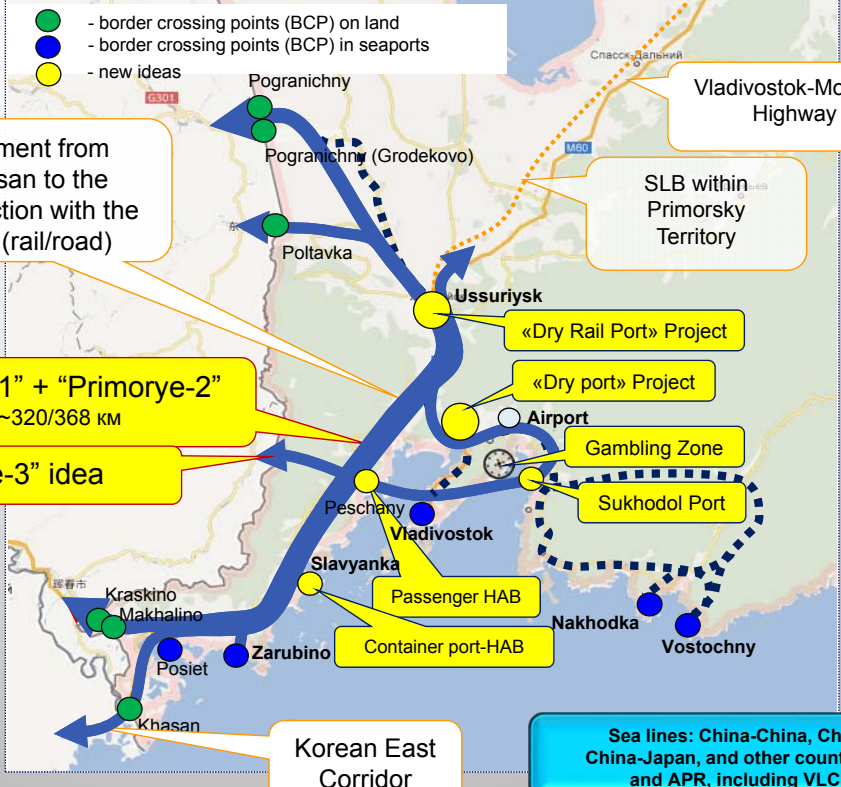 - border crossing points (BCP) on land
- border crossing points (BCP) in seaports
- new ideas
Pogranichny
G301
Спасск-Дальний
Vladivostok-Mo
Highway
Pogranichny (Grodekovo)
M60
ment from
san to the
ction with the
(rail/road)
SLB within
Primorsky
Territory
Poltavka
Ussuriysk
«Dry Rail Port» Project
1” + “Primorye-2”
~320/368 км
«Dry port» Project
Airport
Gambling Zone
e-3” idea
Sukhodol Port
Peschany
Vladivostok
Slavyanka
Passenger HAB
Kraskino
Makhalino
Nakhodka
Container port-HAB
Vostochny
Zarubino
Posiet
Khasan
Korean East
Corridor
Sea lines: China-China, Ch
China-Japan, and other count
and APR, including VLC